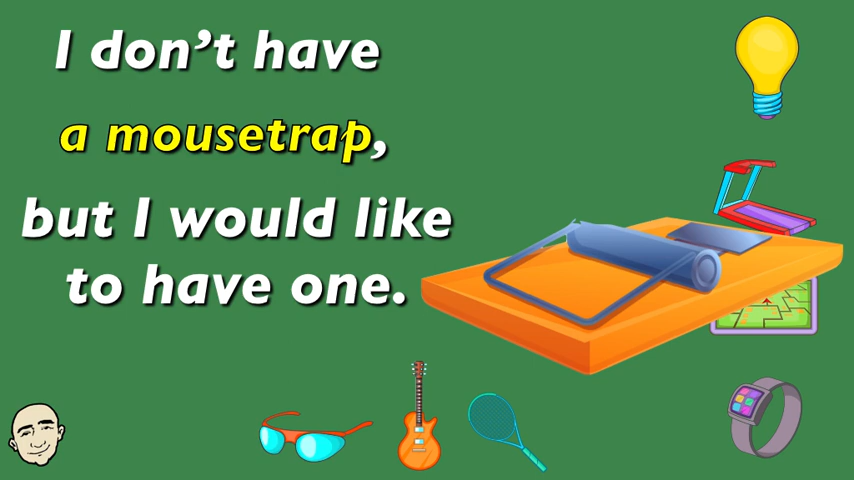 I don't have
a mousetrap,
but I would like
to have one.